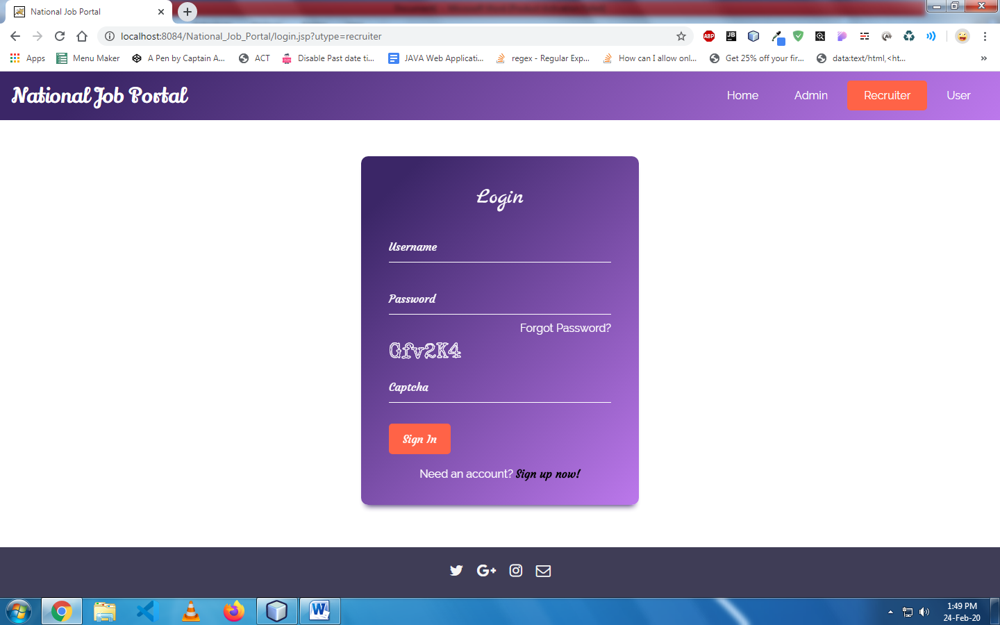 National Job Portal
localhost:8084/National_Job_Portal/login.jsp?utype=recruiter
ABP
JB
Apps
Menu Maker
A Pen by Captain A...
ACT
Disable Past date ti...
JAVA Web Applicati...
regex - Regular Exp...
How can I allow onl...
Get 25% off your fir...
data:text/html,<ht...
»
National Job Portal
Home
Admin
Recruiter
User
Login
Username
Password
Forgot Password?
Gfv2K4
Captcha
Sign In
Need an account? Sign up now!
G+
W
1:49 PM
24-Feb-20